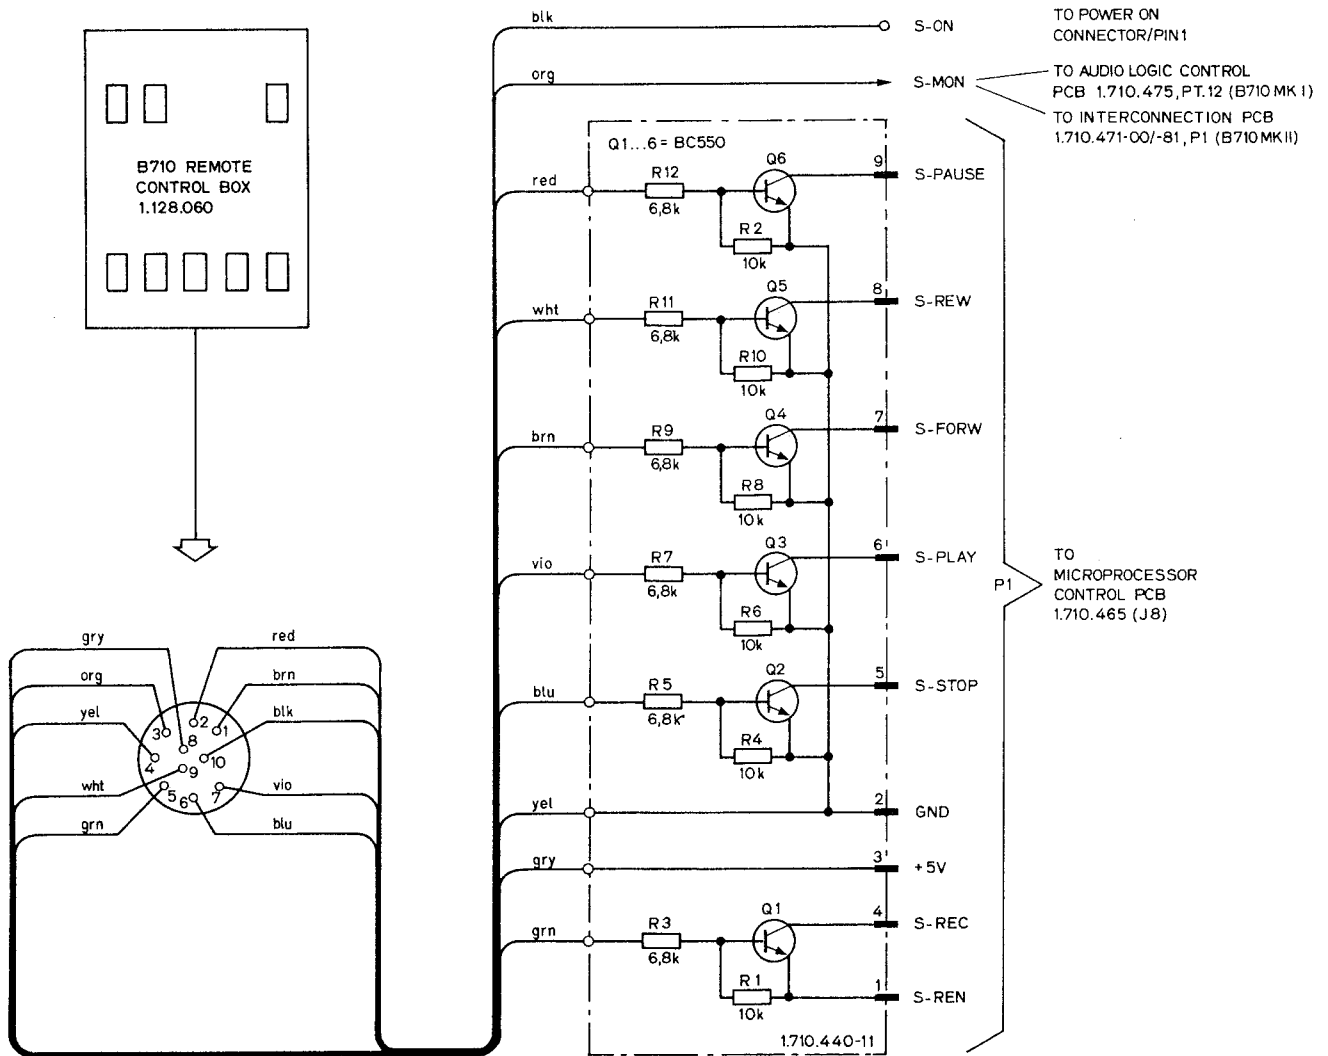 blk
S-ON
TO POWER ON
CONNECTOR/PIN1
org
S-MON
TO AUDIO LOGIC CONTROL
PCB 1.710.475, PT.12 (B710 MK I)
TO INTERCONNECTION PCB
1.710.471-00/-81, P1 (B710 MKII)
B710 REMOTE
CONTROL BOX
1.128.060
Q1...6 = BC550
red
R12
6,8k
Q6
R2
10k
9
S-PAUSE
wht
R11
6,8k
Q5
R10
10k
8
S-REW
brn
R9
6,8k
Q4
R8
10k
7
S-FORW
vio
R7
6,8k
Q3
R6
10k
6
S-PLAY
blu
R5
6,8k
Q2
R4
10k
5
S-STOP
yel
2
GND
gry
3
+5V
grn
R3
6,8k
Q1
R1
10k
4
S-REC
1
S-REN
1.710.440-11
P1
TO
MICROPROCESSOR
CONTROL PCB
1.710.465 (J8)
gry
org
yel
wht
grn
red
brn
blk
vio
blu
3
2
1
8
4
10
9
5
6
7